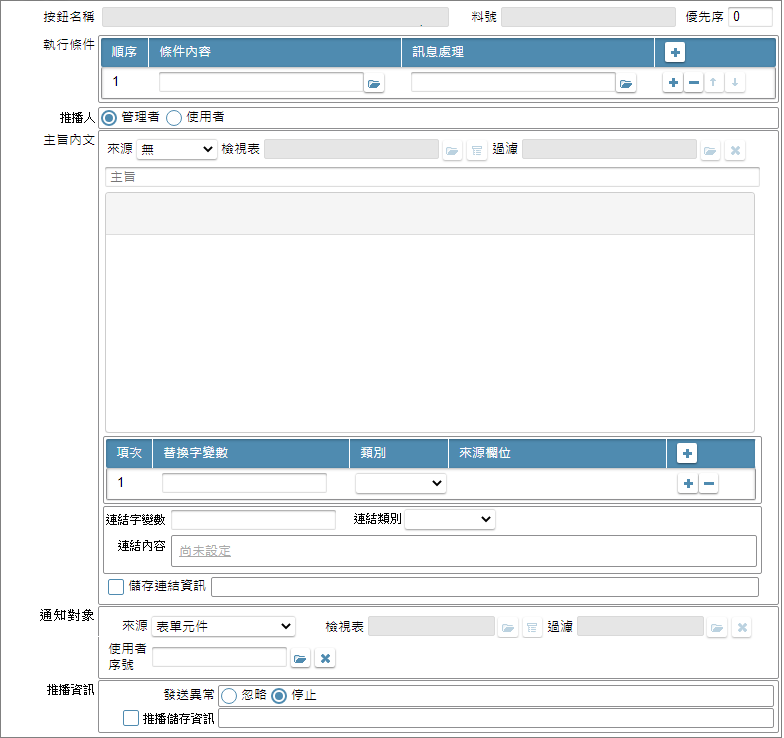 按鈕名稱 料號 優先序 0
執行條件
順序 條件內容 訊息處理
1
推播人 管理者 使用者
主旨內文
來源 無 檢視表 過濾
主旨
項次 替換字變數 類別 來源欄位
1
連結字變數 連結類別
連結內容 尚未設定
儲存連結資訊
通知對象
來源 表單元件 檢視表 過濾
使用者
序號
推播資訊
發送異常 忽略 停止
推播儲存資訊